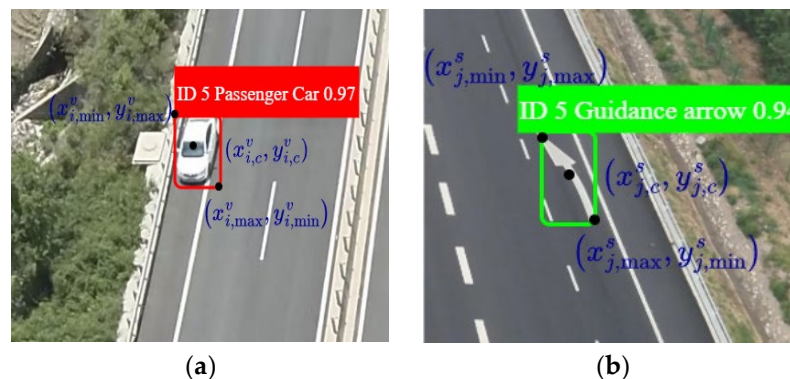 ID 5 Passenger Car 0.97
(x^v_{i,min}, y^v_{i,max})
(x^v_{i,c}, y^v_{i,c})
(x^v_{i,max}, y^v_{i,min})
(a)
(x^s_{j,min}, y^s_{j,max})
ID 5 Guidance arrow 0.94
(x^s_{j,c}, y^s_{j,c})
(x^s_{j,max}, y^s_{j,min})
(b)